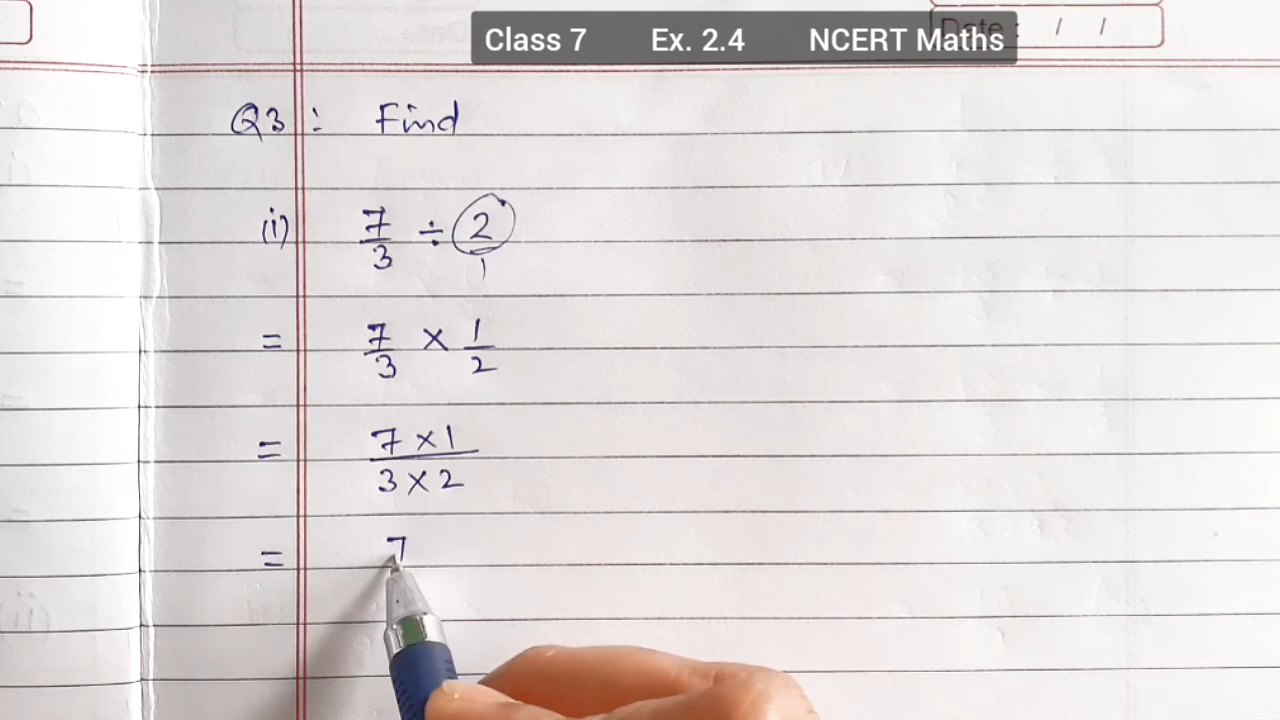 Class 7 Ex. 2.4 NCERT Maths
Date : / /
Q3 : Find
(i) 7/3 ÷ 2/1
= 7/3 × 1/2
= 7 × 1 / 3 × 2
= 7